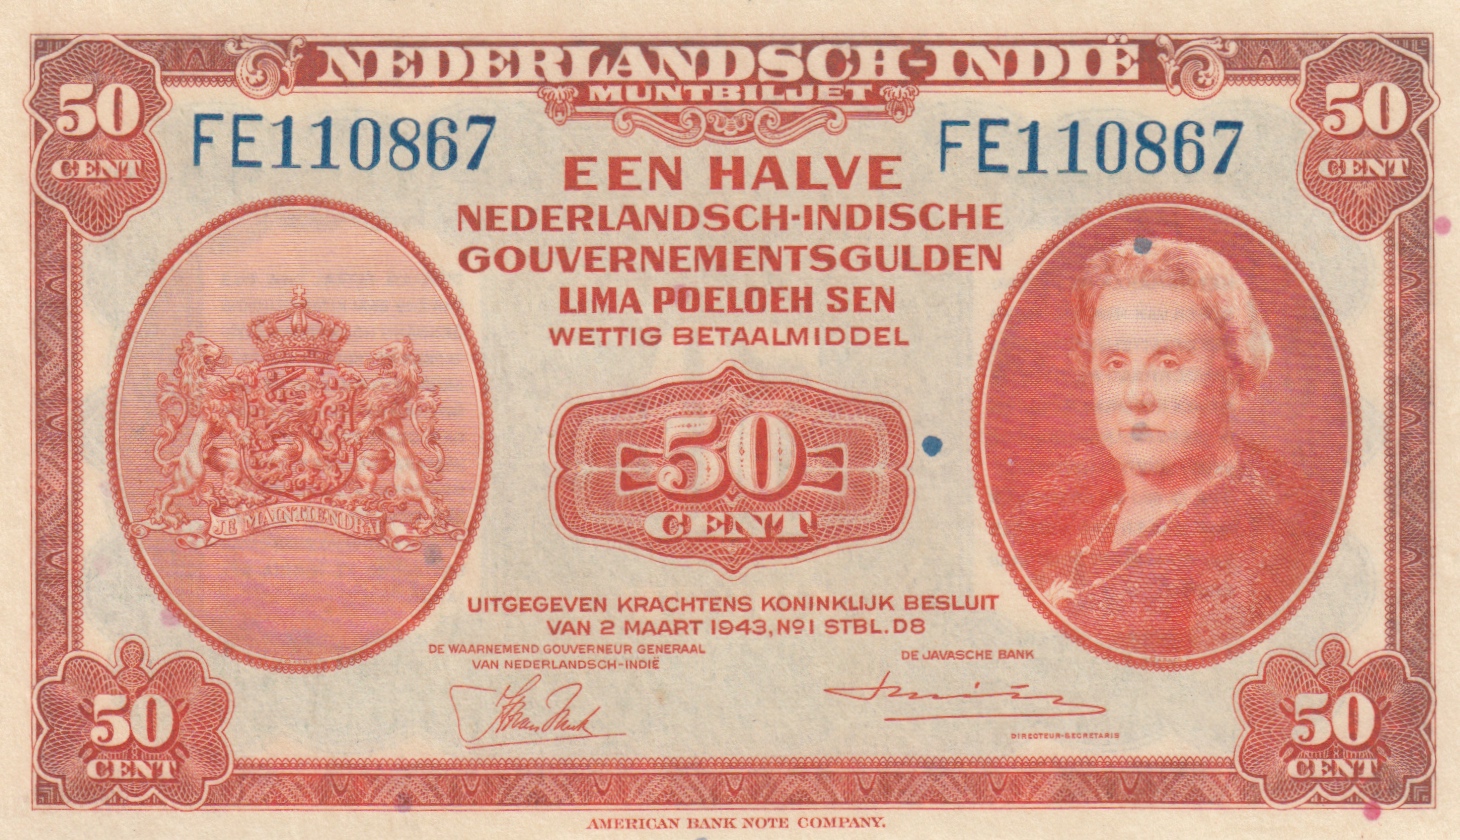 NEDERLANDSCH-INDIË
MUNTBILJET
50
CENT
50
CENT
FE110867
FE110867
EEN HALVE
NEDERLANDSCH-INDISCHE
GOUVERNEMENTSGULDEN
LIMA POELOEH SEN
WETTIG BETAALMIDDEL
50
CENT
JE MAINTIENDRAI
UITGEGEVEN KRACHTENS KONINKLIJK BESLUIT
VAN 2 MAART 1943, No 1 STBL. D8
DE WAARNEMEND GOUVERNEUR GENERAAL
VAN NEDERLANDSCH-INDIË
DE JAVASCHE BANK
DIRECTEUR-SECRETARIS
50
CENT
50
CENT
AMERICAN BANK NOTE COMPANY.